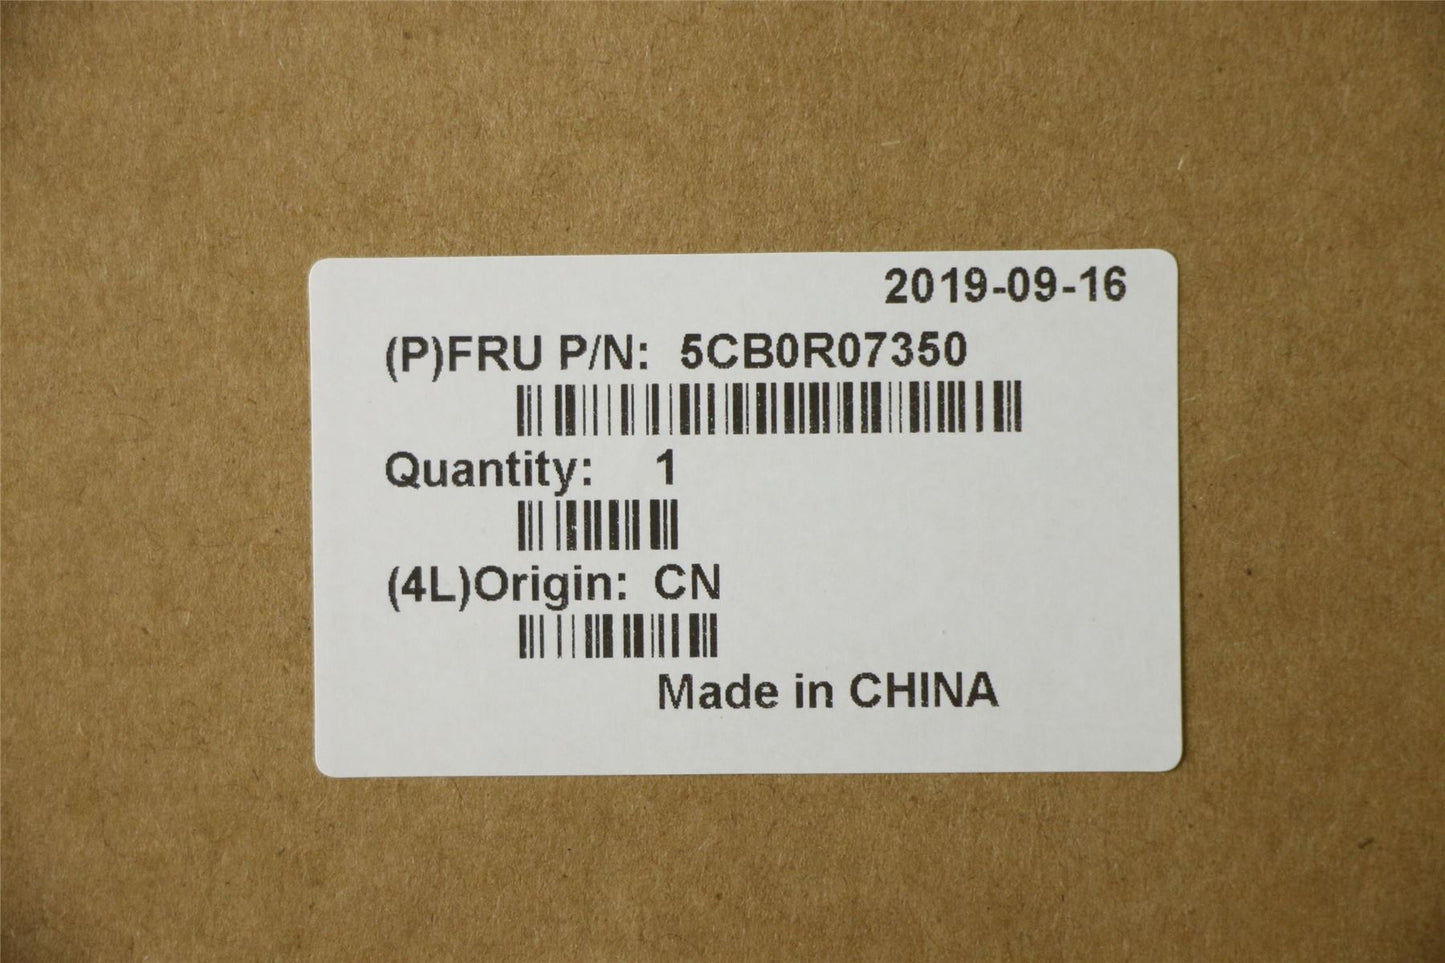 2019-09-16
(P)FRU P/N: 5CB0R07350
Quantity: 1
(4L)Origin: CN
Made in CHINA